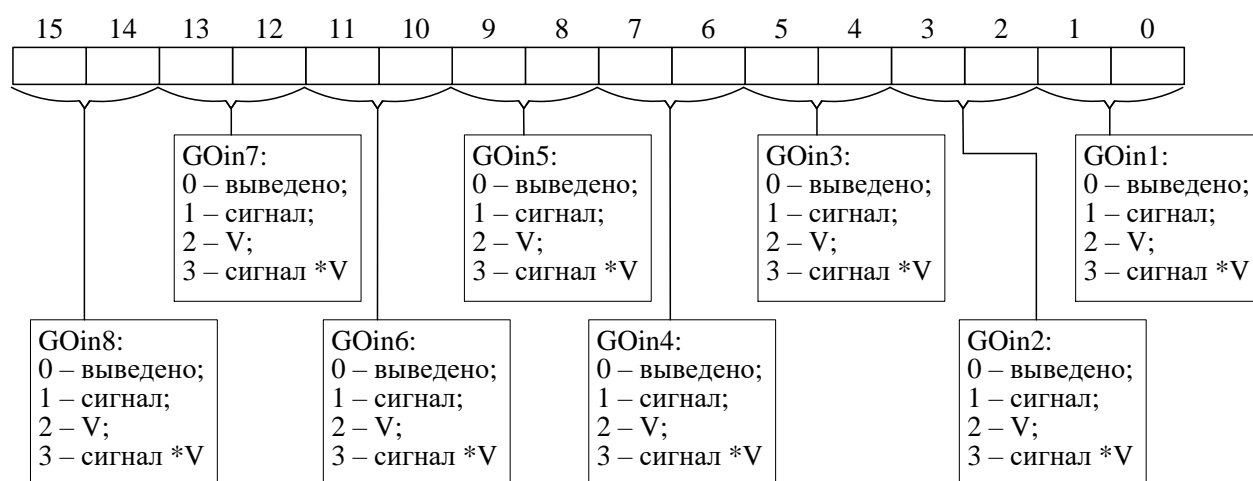 15 14 13 12 11 10 9 8 7 6 5 4 3 2 1 0
GOin7:
0 – выведено;
1 – сигнал;
2 – V;
3 – сигнал *V
GOin5:
0 – выведено;
1 – сигнал;
2 – V;
3 – сигнал *V
GOin3:
0 – выведено;
1 – сигнал;
2 – V;
3 – сигнал *V
GOin1:
0 – выведено;
1 – сигнал;
2 – V;
3 – сигнал *V
GOin8:
0 – выведено;
1 – сигнал;
2 – V;
3 – сигнал *V
GOin6:
0 – выведено;
1 – сигнал;
2 – V;
3 – сигнал *V
GOin4:
0 – выведено;
1 – сигнал;
2 – V;
3 – сигнал *V
GOin2:
0 – выведено;
1 – сигнал;
2 – V;
3 – сигнал *V